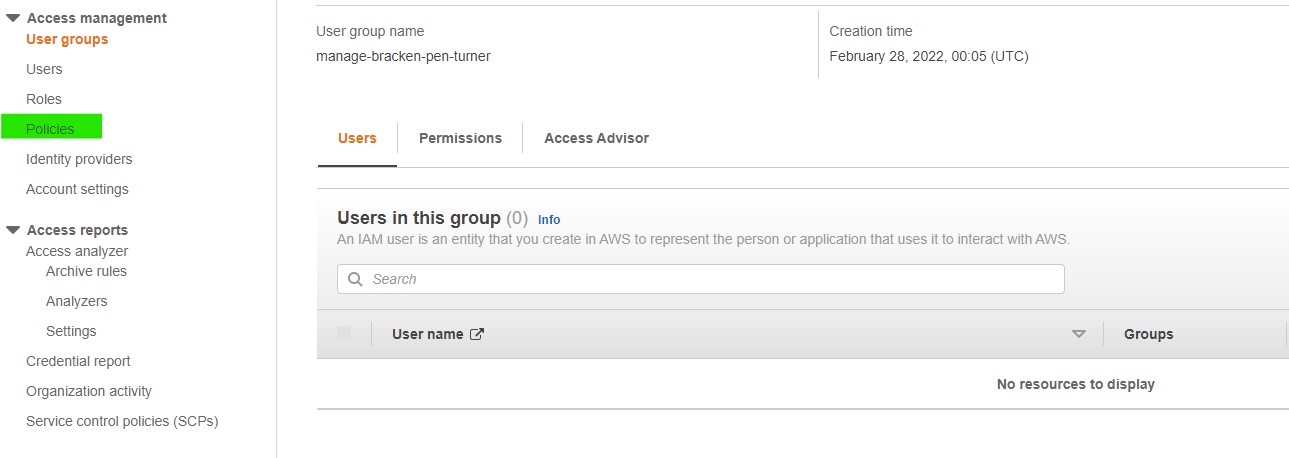 Access management
User groups
Users
Roles
Policies
Identity providers
Account settings
Access reports
Access analyzer
Archive rules
Analyzers
Settings
Credential report
Organization activity
Service control policies (SCPs)
User group name
manage-bracken-pen-turner
Creation time
February 28, 2022, 00:05 (UTC)
Users
Permissions
Access Advisor
Users in this group (0) Info
An IAM user is an entity that you create in AWS to represent the person or application that uses it to interact with AWS.
Search
User name
Groups
No resources to display